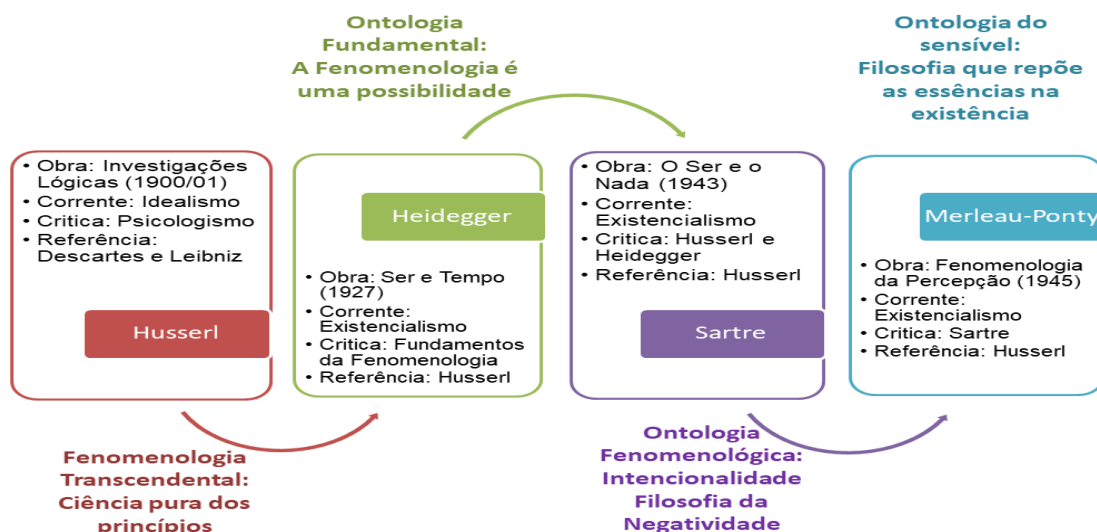 Ontologia
Fundamental:
A Fenomenologia é
uma possibilidade
Ontologia do
sensível:
Filosofia que repõe
as essências na
existência
• Obra: Investigações
Lógicas (1900/01)
• Corrente: Idealismo
• Critica: Psicologismo
• Referência:
Descartes e Leibniz
Husserl
Heidegger
• Obra: Ser e Tempo
(1927)
• Corrente:
Existencialismo
• Critica: Fundamentos
da Fenomenologia
• Referência: Husserl
• Obra: O Ser e o
Nada (1943)
• Corrente:
Existencialismo
• Critica: Husserl e
Heidegger
• Referência: Husserl
Sartre
Merleau-Ponty
• Obra: Fenomenologia
da Percepção (1945)
• Corrente:
Existencialismo
• Critica: Sartre
• Referência: Husserl
Fenomenologia
Transcendental:
Ciência pura dos
princípios
Ontologia
Fenomenológica:
Intencionalidade
Filosofia da
Negatividade